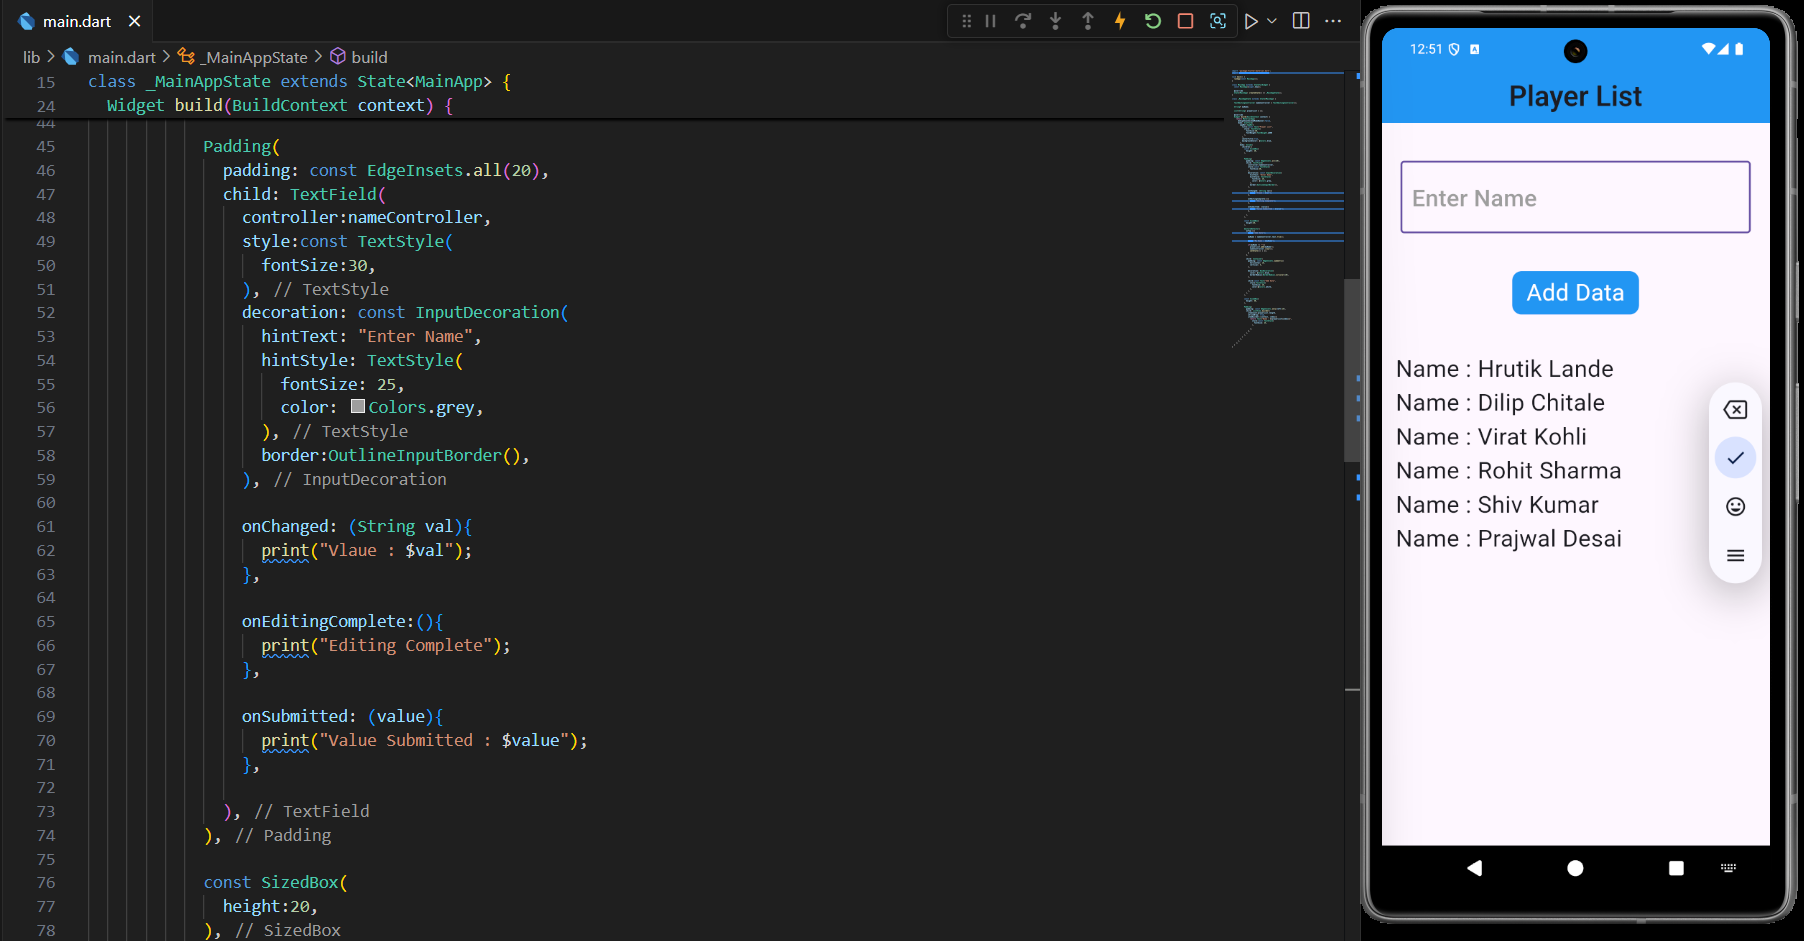 main.dart
lib > main.dart > _MainAppState > build
15 class _MainAppState extends State<MainApp> {
24 Widget build(BuildContext context) {
44
45 Padding(
46 padding: const EdgeInsets.all(20),
47 child: TextField(
48 controller:nameController,
49 style:const TextStyle(
50 fontSize:30,
51 ), // TextStyle
52 decoration: const InputDecoration(
53 hintText: "Enter Name",
54 hintStyle: TextStyle(
55 fontSize: 25,
56 color: Colors.grey,
57 ), // TextStyle
58 border:OutlineInputBorder(),
59 ), // InputDecoration
60
61 onChanged: (String val){
62 print("Vlaue : $val");
63 },
64
65 onEditingComplete:(){
66 print("Editing Complete");
67 },
68
69 onSubmitted: (value){
70 print("Value Submitted : $value");
71 },
72
73 ), // TextField
74 ), // Padding
75
76 const SizedBox(
77 height:20,
78 ), // SizedBox
12:51
Player List
Enter Name
Add Data
Name : Hrutik Lande
Name : Dilip Chitale
Name : Virat Kohli
Name : Rohit Sharma
Name : Shiv Kumar
Name : Prajwal Desai